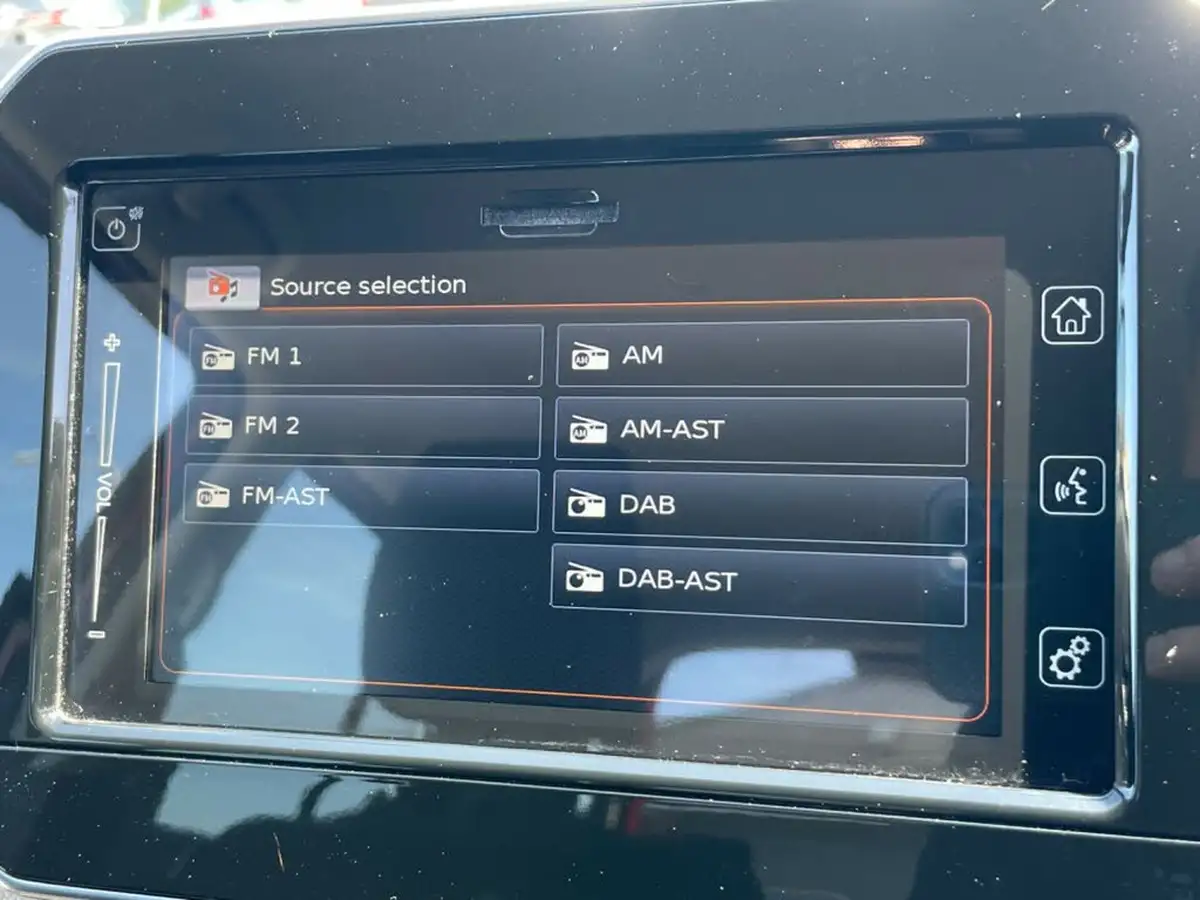 Source selection
FM 1
FM 2
FM-AST
AM
AM-AST
DAB
DAB-AST
VOL